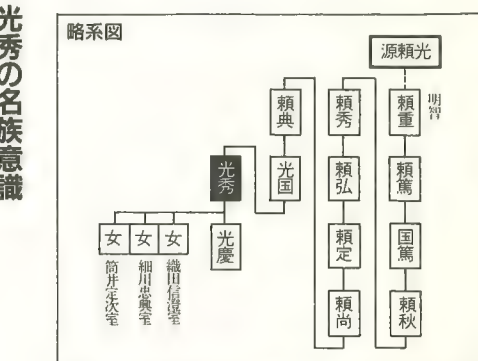 光秀の名族意識
略系図
源頼光
明智
頼重
頼篤
国篤
頼秋
頼秀
頼弘
頼定
頼尚
頼典
光国
光秀
光慶
女
織田信澄室
女
細川忠興室
女
筒井定次室